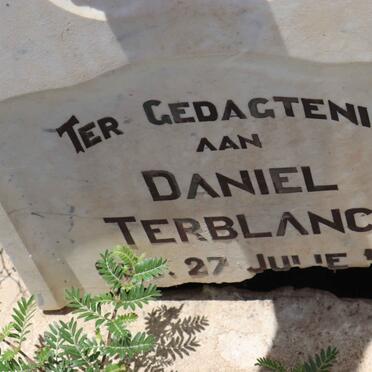 TER GEDAGTENI
AAN
DANIEL
TERBLANC
27 JULIE